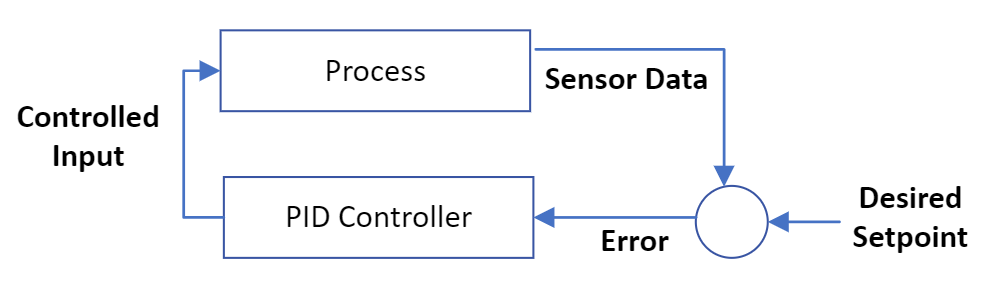 Process
Sensor Data
Controlled
Input
PID Controller
Error
Desired
Setpoint